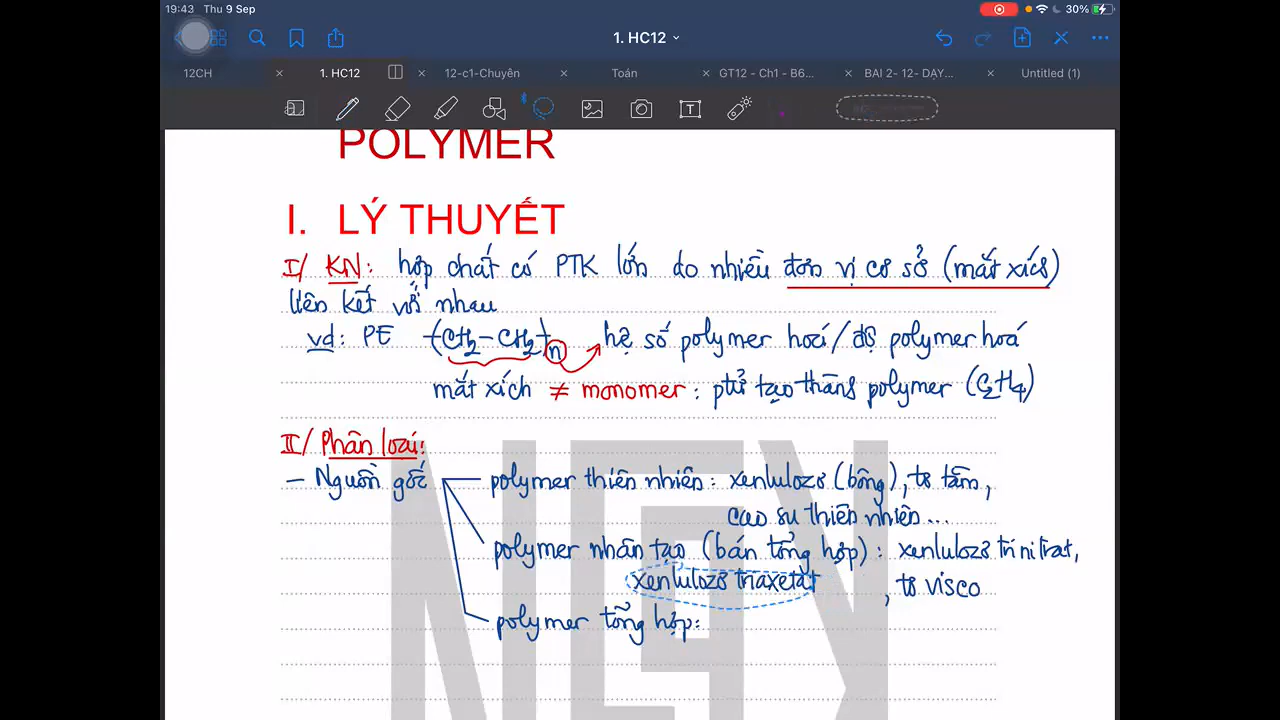 19:43 Thu 9 Sep
30%
1. HC12
12CH
1. HC12
12-c1-Chuyên
Toán
GT12 - Ch1 - B6...
BAI 2- 12- DẠY...
Untitled (1)
POLYMER
I. LÝ THUYẾT
I/ KN: hợp chất có PTK lớn do nhiều đơn vị cơ sở (mắt xích)
liên kết với nhau
vd: PE -(CH2-CH2)-n hệ số polymer hoá/độ polymer hoá
mắt xích ≠ monomer: ptử tạo thành polymer (C2H4)
II/ Phân loại:
- Nguồn gốc
polymer thiên nhiên: xenlulozơ (bông), tơ tằm,
cao su thiên nhiên...
polymer nhân tạo (bán tổng hợp): xenlulozơ trinitrat,
xenlulozơ triaxetat, tơ visco
polymer tổng hợp:
NGY